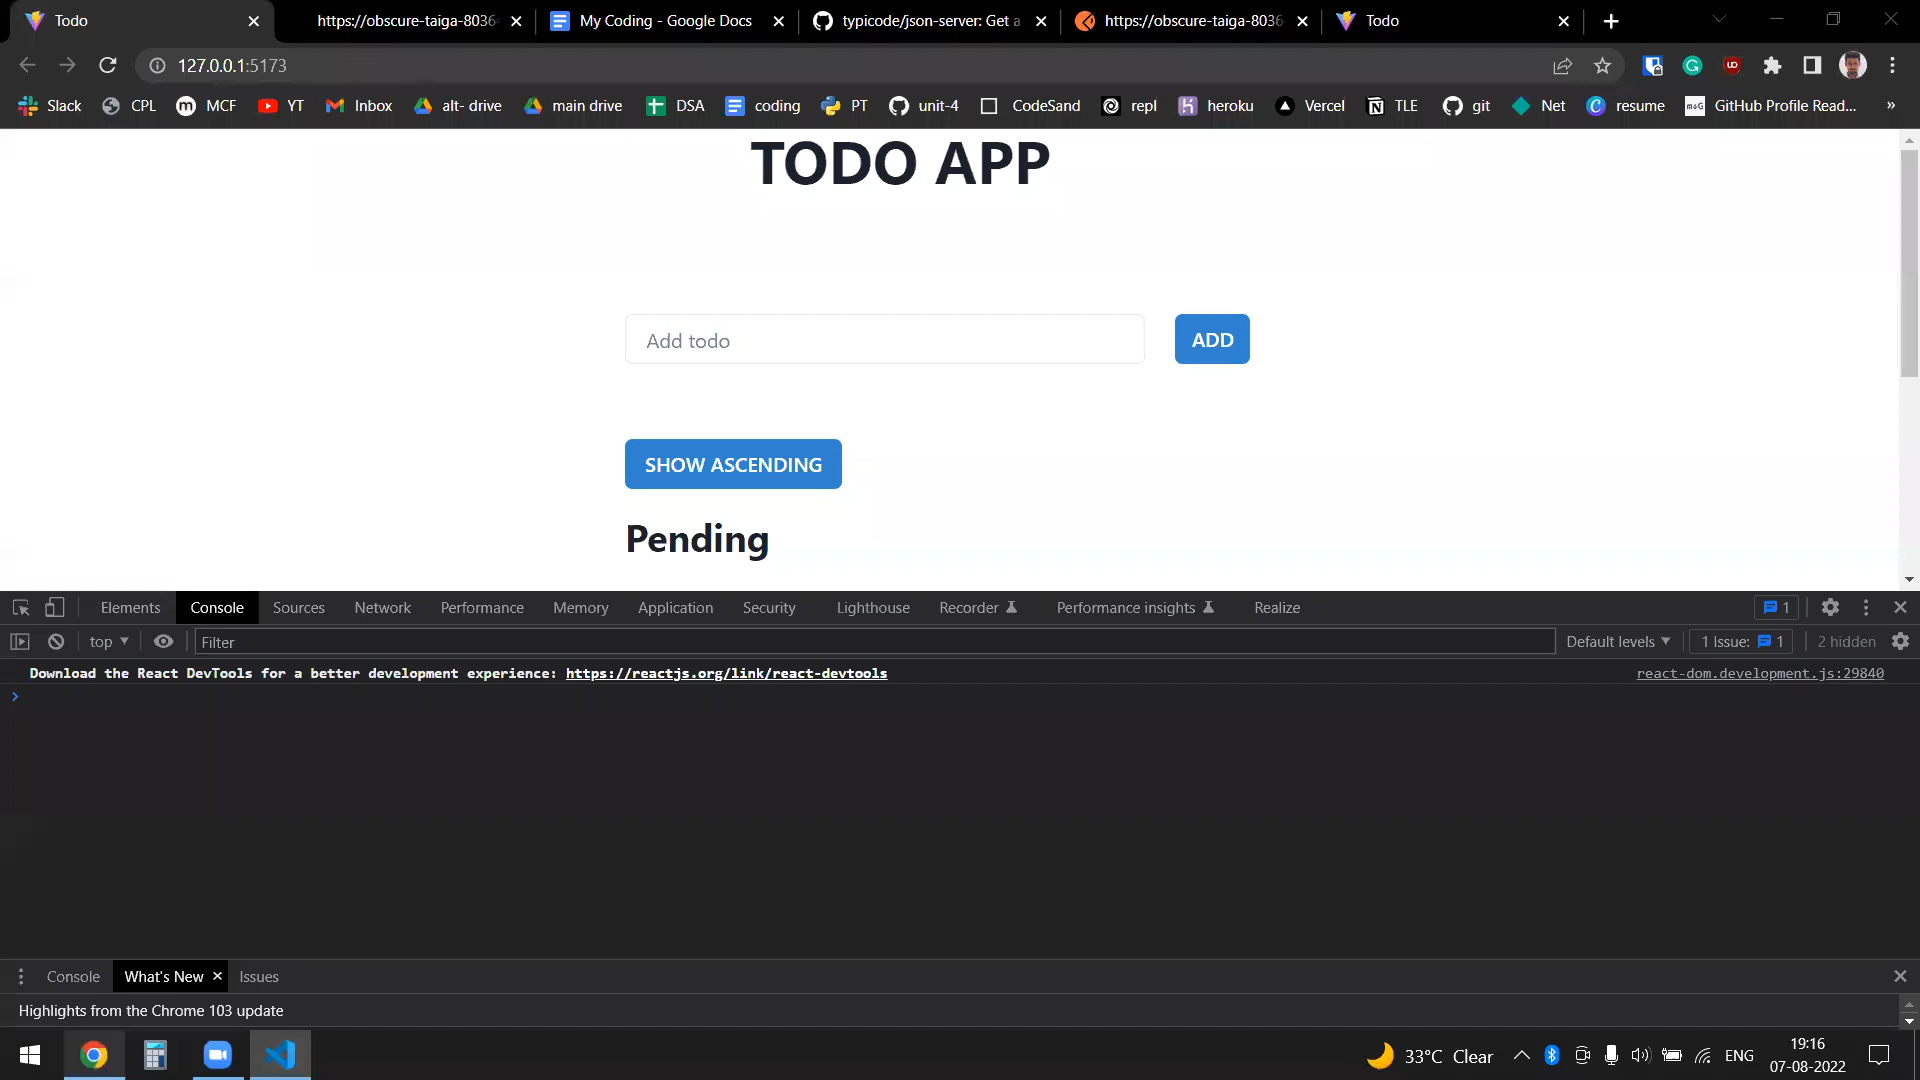 Todo
https://obscure-taiga-8036
My Coding - Google Docs
typicode/json-server: Get a
https://obscure-taiga-8036
Todo
127.0.0.1:5173
Slack
CPL
MCF
YT
Inbox
alt- drive
main drive
DSA
coding
PT
unit-4
CodeSand
repl
heroku
Vercel
TLE
git
Net
resume
GitHub Profile Read...
»
TODO APP
Add todo
ADD
SHOW ASCENDING
Pending
Elements
Console
Sources
Network
Performance
Memory
Application
Security
Lighthouse
Recorder
Performance insights
Realize
1
top
Filter
Default levels
1 Issue: 1
2 hidden
Download the React DevTools for a better development experience: https://reactjs.org/link/react-devtools
react-dom.development.js:29840
Console
What's New
Issues
Highlights from the Chrome 103 update
33°C Clear
ENG
19:16
07-08-2022